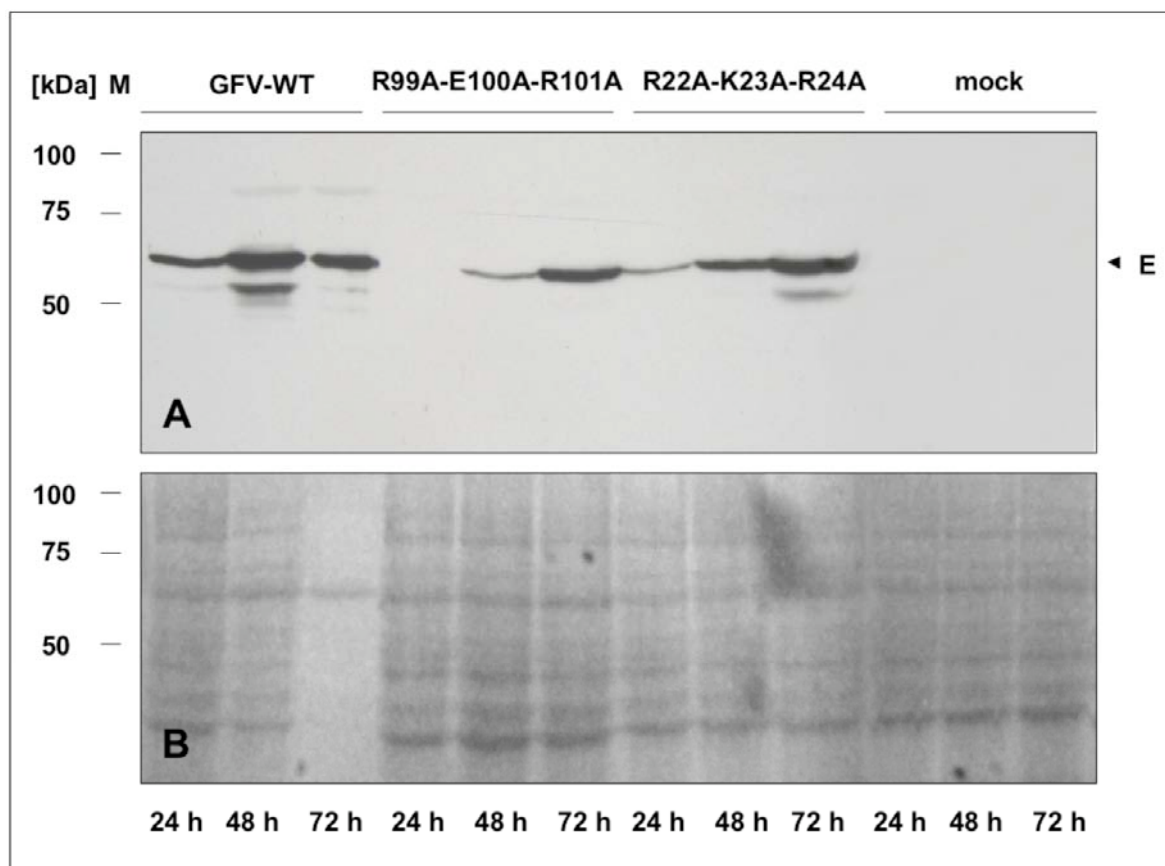 [kDa] M GFV-WT R99A-E100A-R101A R22A-K23A-R24A mock
100
75
50
E
A
100
75
50
B
24 h 48 h 72 h 24 h 48 h 72 h 24 h 48 h 72 h 24 h 48 h 72 h